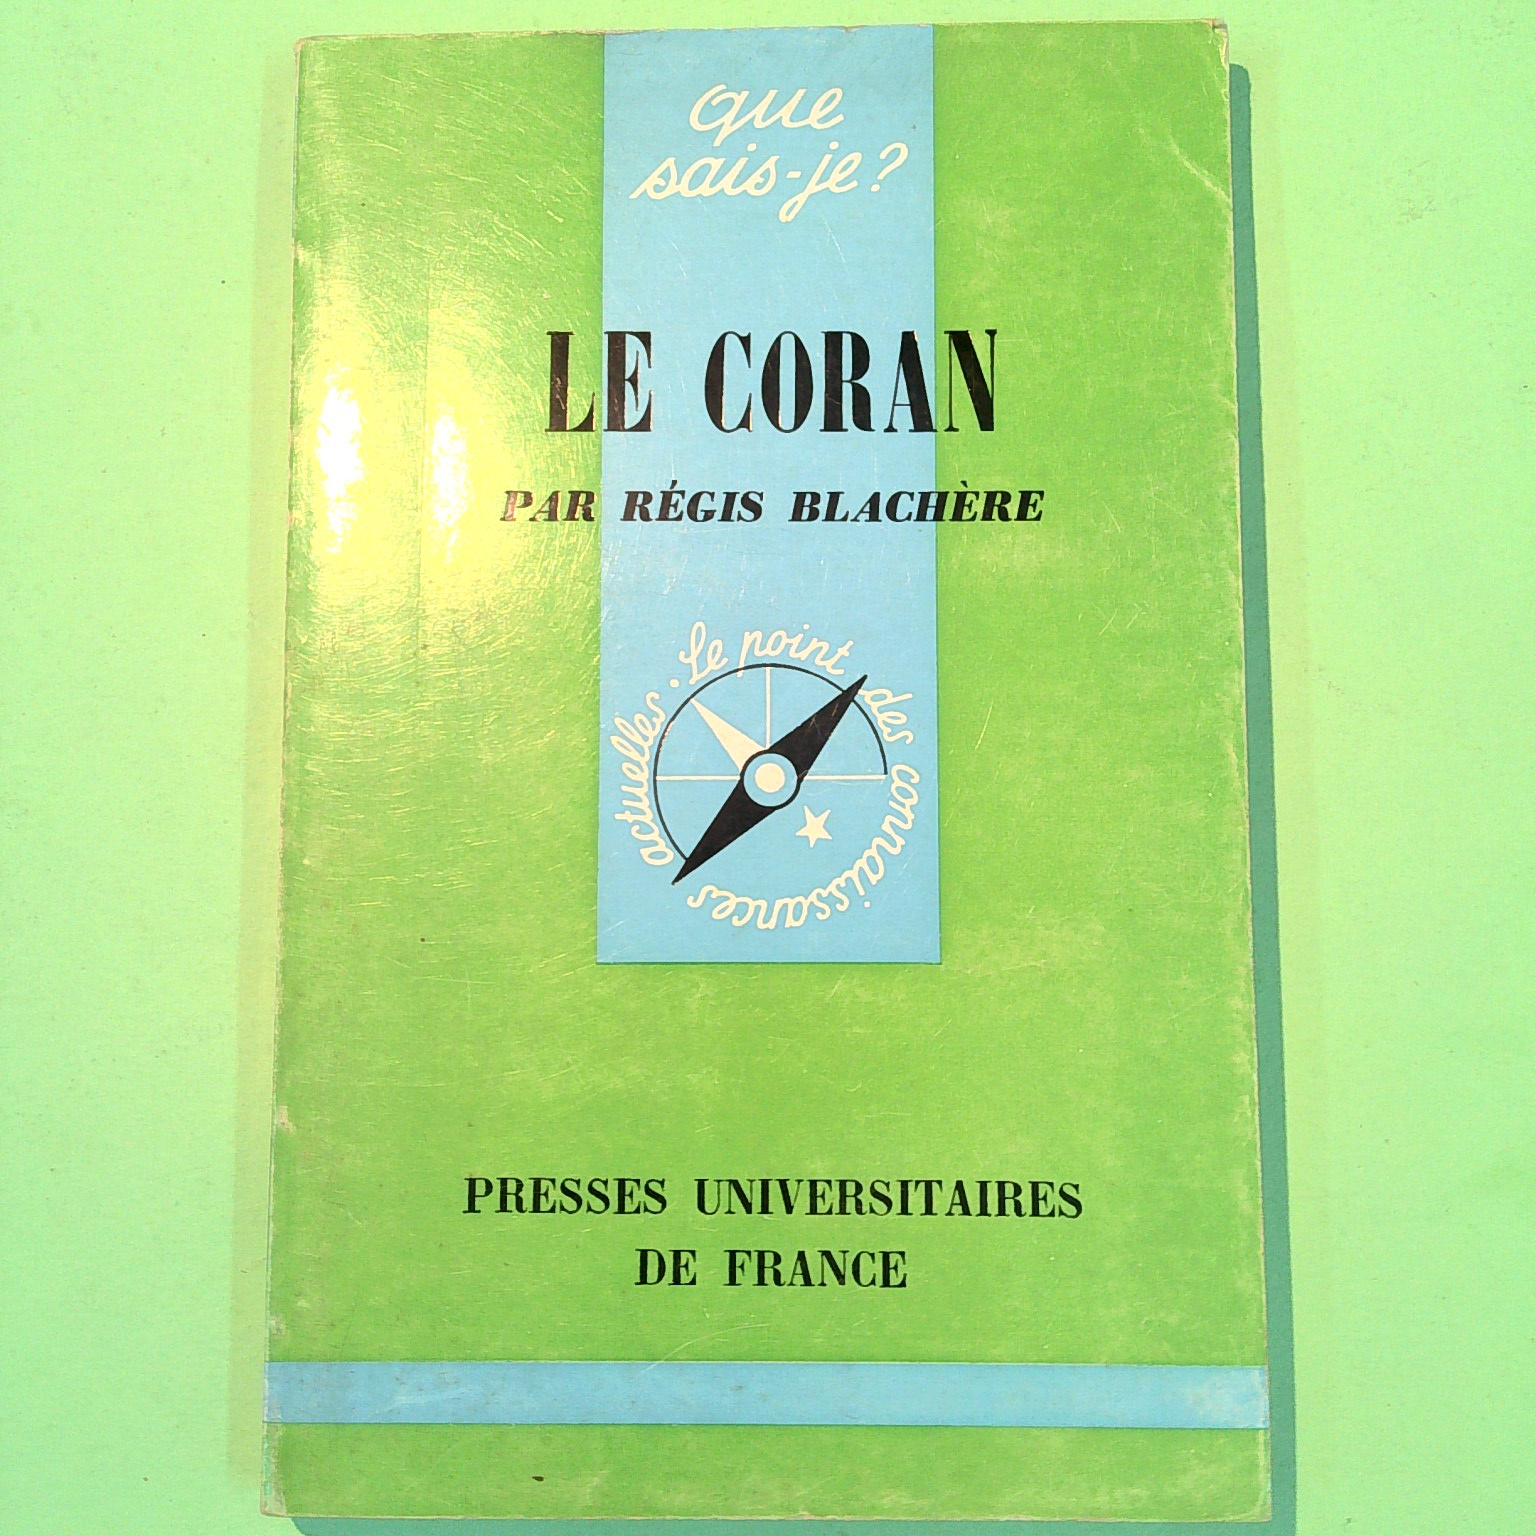 que
sais-je?
LE CORAN
PAR RÉGIS BLACHÈRE
Le point des connaissances actuelles.
PRESSES UNIVERSITAIRES
DE FRANCE